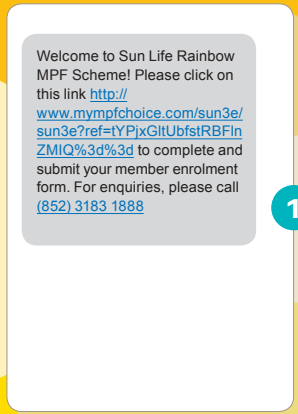 Welcome to Sun Life Rainbow
MPF Scheme! Please click on
this link http://
www.mympfchoice.com/sun3e/
sun3e?ref=tYPjxGltUbfstRBFln
ZMIQ%3d%3d to complete and
submit your member enrolment
form. For enquiries, please call
(852) 3183 1888
1